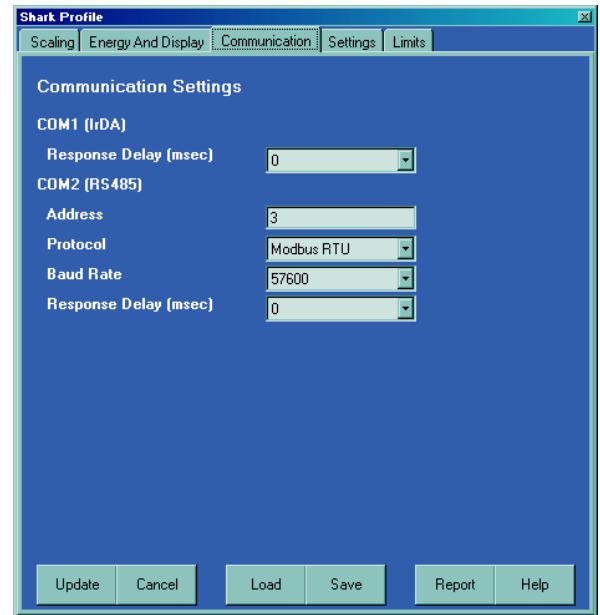 Shark Profile
Scaling Energy And Display Communication Settings Limits
Communication Settings
COM1 (IrDA)
Response Delay (msec) 0
COM2 (RS485)
Address 3
Protocol Modbus RTU
Baud Rate 57600
Response Delay (msec) 0
Update Cancel Load Save Report Help